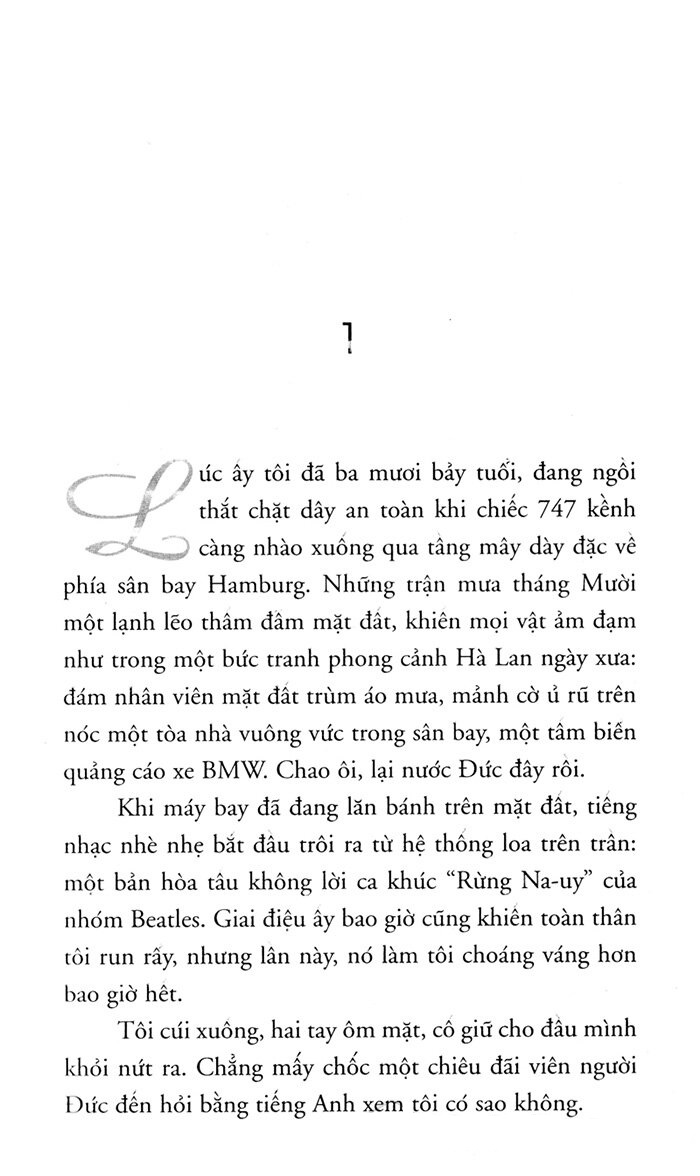 1
Lúc ấy tôi đã ba mươi bảy tuổi, đang ngồi
thắt chặt dây an toàn khi chiếc 747 kềnh
càng nhào xuống qua tầng mây dày đặc về
phía sân bay Hamburg. Những trận mưa tháng Mười
một lạnh lẽo thâm đẫm mặt đất, khiến mọi vật ảm đạm
như trong một bức tranh phong cảnh Hà Lan ngày xưa:
đám nhân viên mặt đất trùm áo mưa, mảnh cờ ủ rũ trên
nóc một tòa nhà vuông vức trong sân bay, một tấm biển
quảng cáo xe BMW. Chao ôi, lại nước Đức đây rồi.
Khi máy bay đã đang lăn bánh trên mặt đất, tiếng
nhạc nhè nhẹ bắt đầu trôi ra từ hệ thống loa trên trần:
một bản hòa tấu không lời ca khúc “Rừng Na-uy” của
nhóm Beatles. Giai điệu ấy bao giờ cũng khiến toàn thân
tôi run rẩy, nhưng lần này, nó làm tôi choáng váng hơn
bao giờ hết.
Tôi cúi xuống, hai tay ôm mặt, cố giữ cho đầu mình
khỏi nứt ra. Chẳng mấy chốc một chiêu đãi viên người
Đức đến hỏi bằng tiếng Anh xem tôi có sao không.